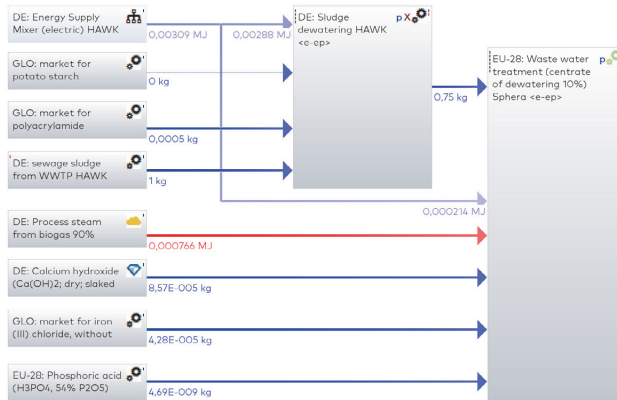 DE: Energy Supply
Mixer (electric) HAWK
0,00309 MJ
0,00288 MJ
DE: Sludge
dewatering HAWK
<e-ep>
pX
GLO: market for
potato starch
0 kg
EU-28: Waste water
treatment (centrate
of dewatering 10%)
Sphera <e-ep>
p
GLO: market for
polyacrylamide
0,0005 kg
0,75 kg
DE: sewage sludge
from WWTP HAWK
1 kg
0,000214 MJ
DE: Process steam
from biogas 90%
0,000766 MJ
DE: Calcium hydroxide
(Ca(OH)2; dry; slaked
8,57E-005 kg
GLO: market for iron
(III) chloride, without
4,28E-005 kg
EU-28: Phosphoric acid
(H3PO4, 54% P2O5)
4,69E-009 kg